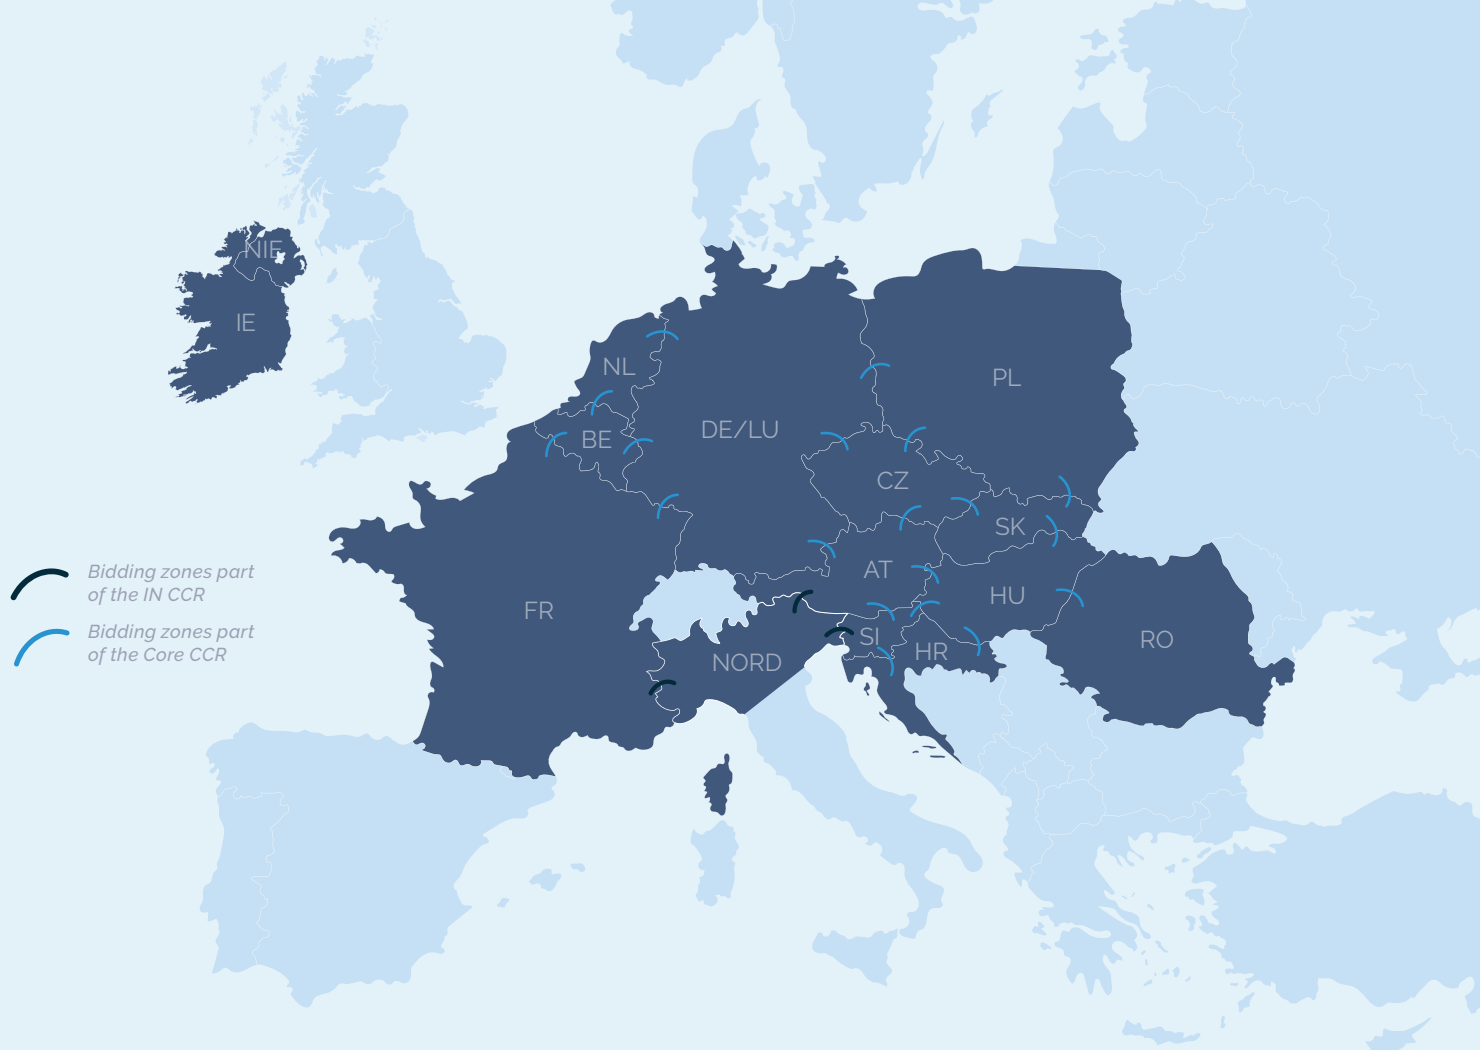 NIE
IE
NL
PL
BE
DE/LU
CZ
SK
AT
HU
FR
SI
HR
RO
NORD
Bidding zones part
of the IN CCR
Bidding zones part
of the Core CCR